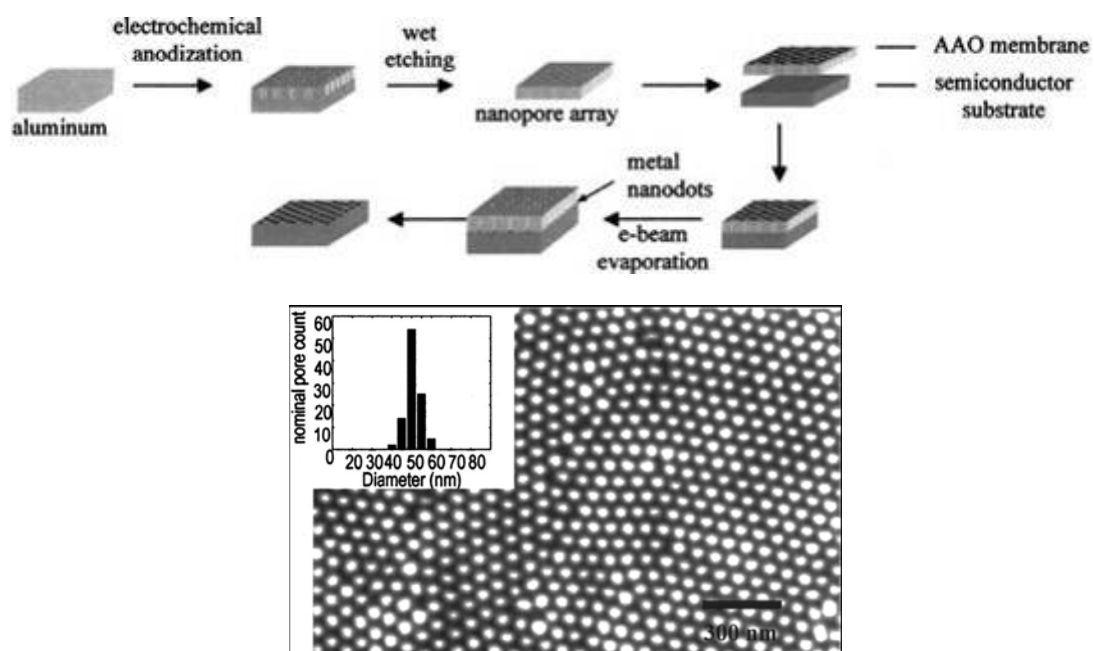 electrochemical
anodization
wet
etching
AAO membrane
semiconductor
substrate
aluminum
nanopore array
metal
nanodots
e-beam
evaporation
nominal pore count
60
50
40
30
20
10
0
20 30 40 50 60 70 80
Diameter (nm)
300 nm